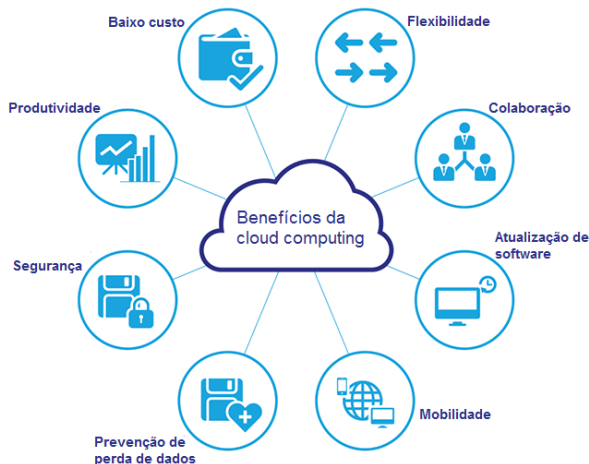 Baixo custo
Flexibilidade
Produtividade
Colaboração
Benefícios da
cloud computing
Segurança
Atualização de
software
Mobilidade
Prevenção de
perda de dados